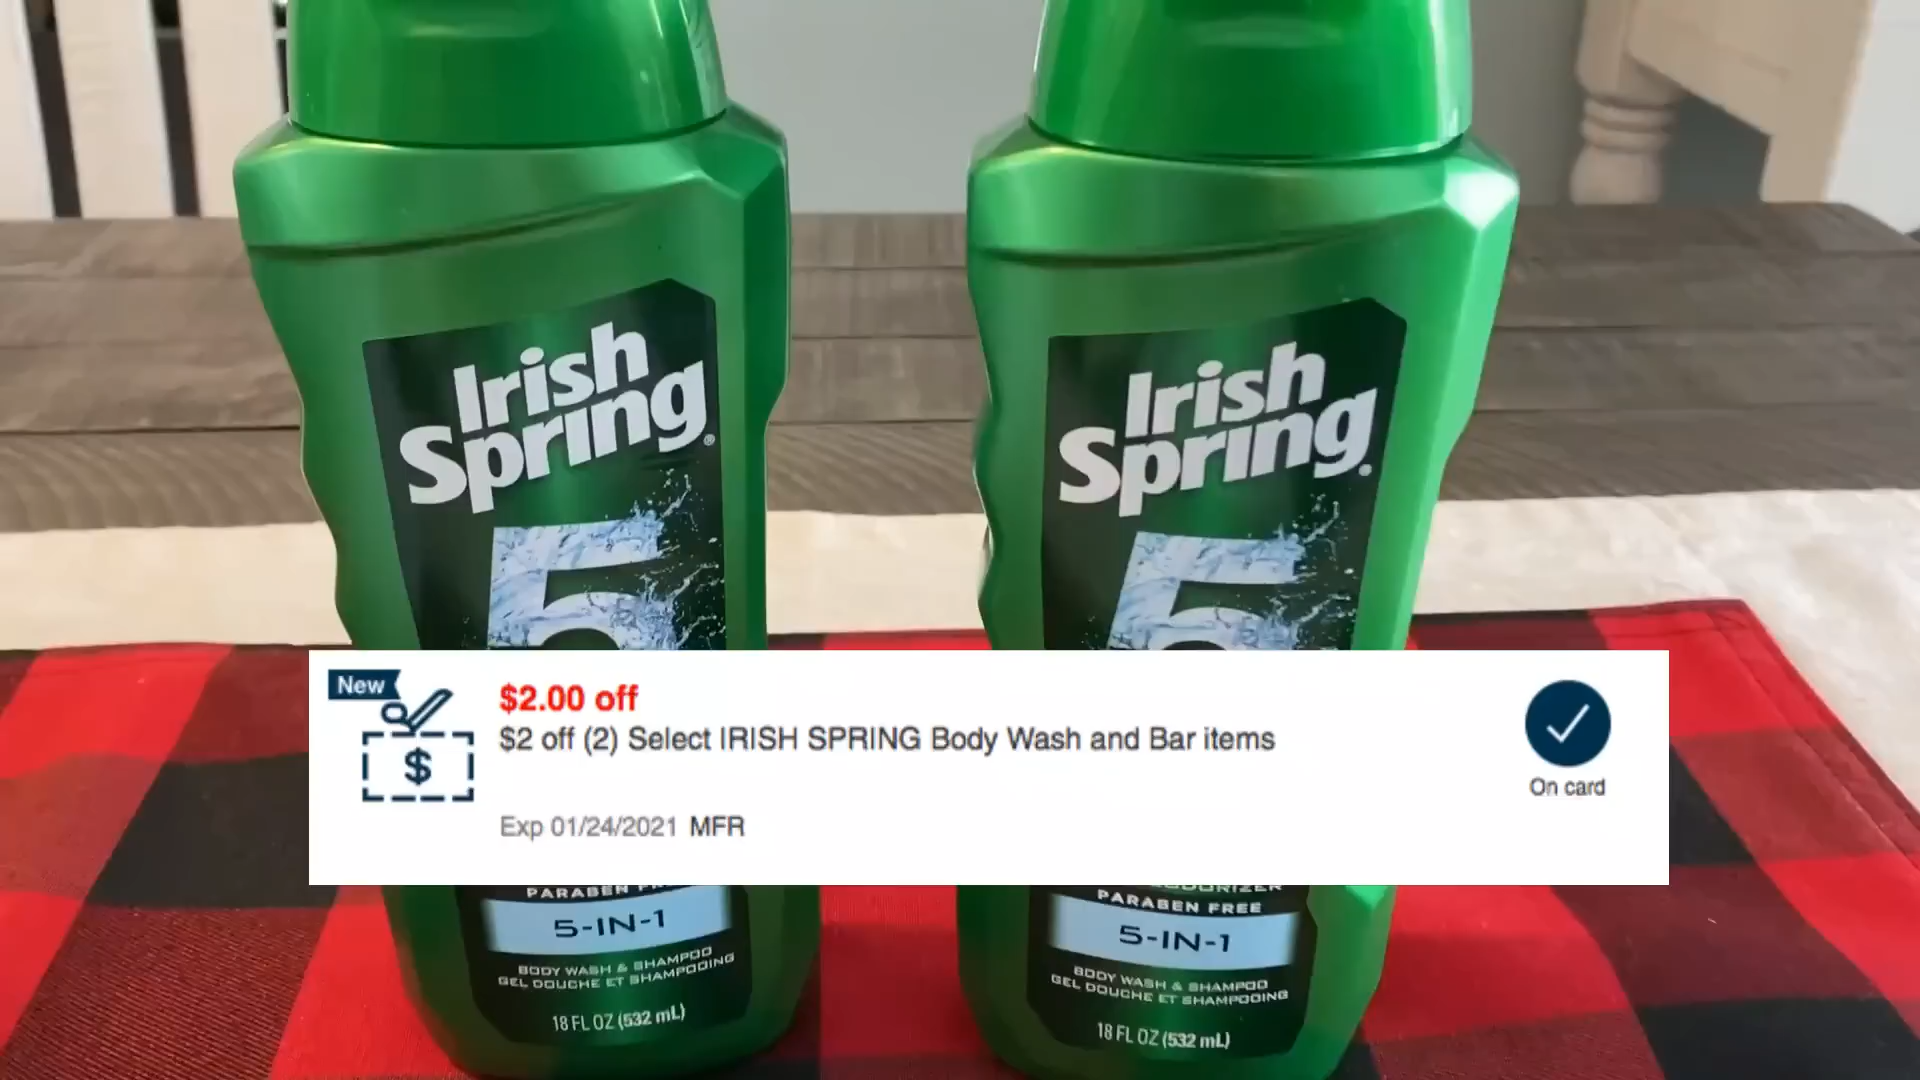 Irish
Spring®
5
Irish
Spring.
5
New
$
$2.00 off
$2 off (2) Select IRISH SPRING Body Wash and Bar items
Exp 01/24/2021 MFR
On card
PARABEN
5-IN-1
BODY WASH & SHAMPOO
GEL DOUCHE ET SHAMPOOING
18 FL OZ (532 mL)
PARABEN FREE
5-IN-1
BODY WASH & SHAMPOO
GEL DOUCHE ET SHAMPOOING
18 FL OZ (532 mL)